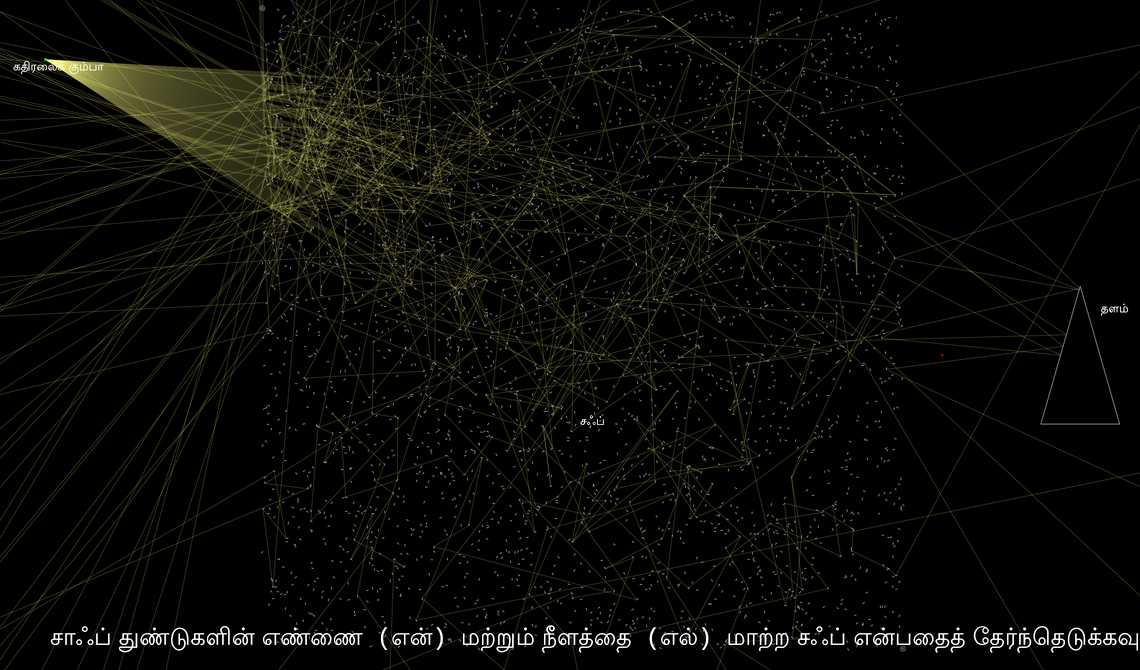 கதிரலைக் கும்பா
தளம்
சஃப்
சாஃப் துண்டுகளின் எண்ணை (என்) மற்றும் நீளத்தை (எல்) மாற்ற சஃப் என்பதைத் தேர்ந்தெடுக்கவு